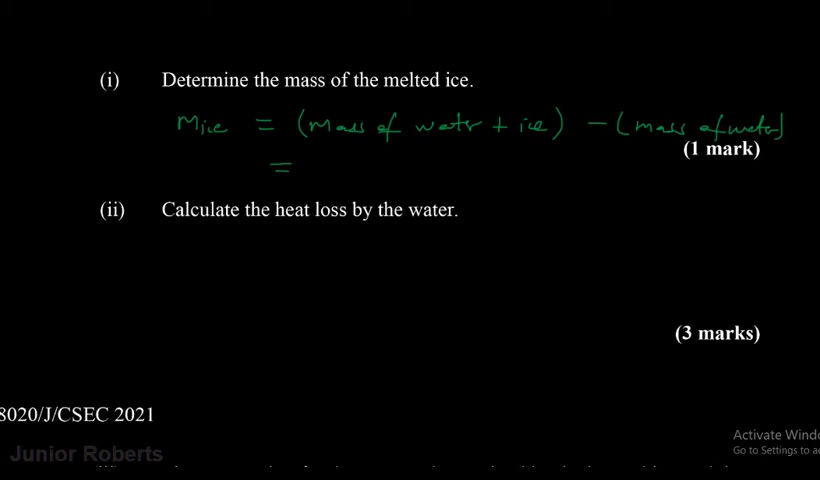 (i) Determine the mass of the melted ice.
Mice = (mass of water + ice) - (mass of water)
(1 mark)
=
(ii) Calculate the heat loss by the water.
(3 marks)
8020/J/CSEC 2021
Activate Windo
Junior Roberts
Go to Settings to ac